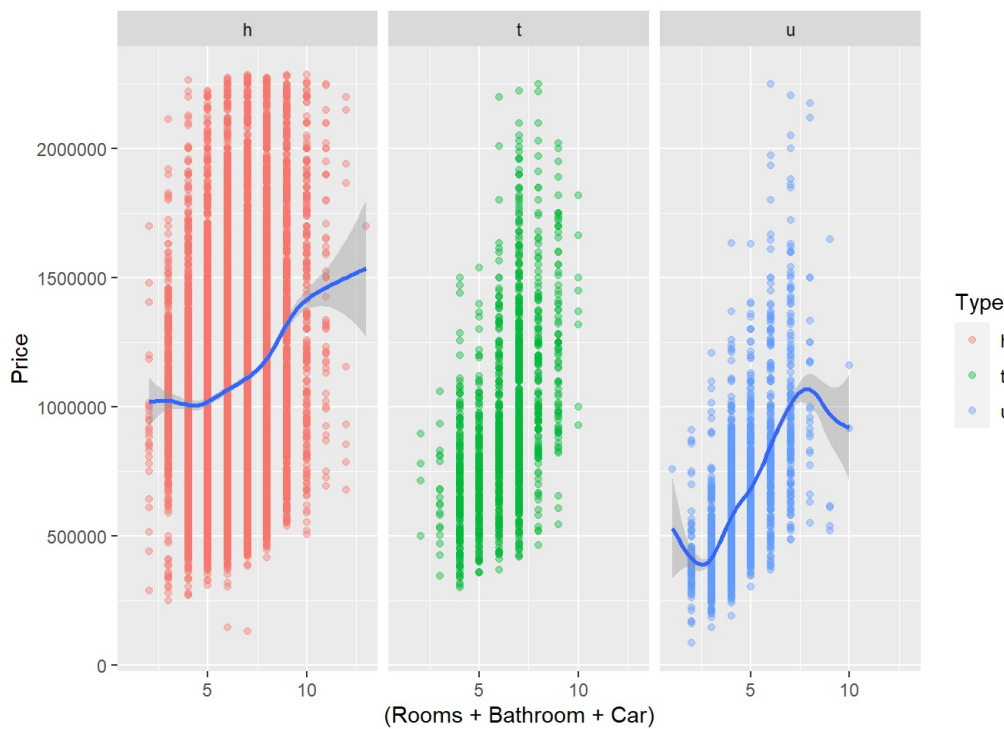 h t u
Price
2000000
1500000
1000000
500000
0
5 10 5 10 5 10
(Rooms + Bathroom + Car)
Type
h
t
u